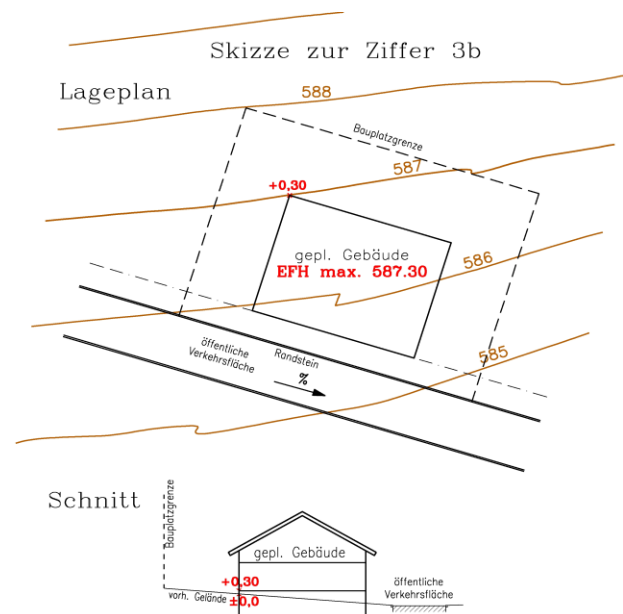 Skizze zur Ziffer 3b
Lageplan
588
Bauplatzgrenze
587
+0,30
gepl. Gebäude
EFH max. 587.30
586
öffentliche
Verkehrsfläche
Randstein
%
585
Schnitt
Bauplatzgrenze
gepl. Gebäude
+0,30
vorh. Gelände
±0,0
öffentliche
Verkehrsfläche